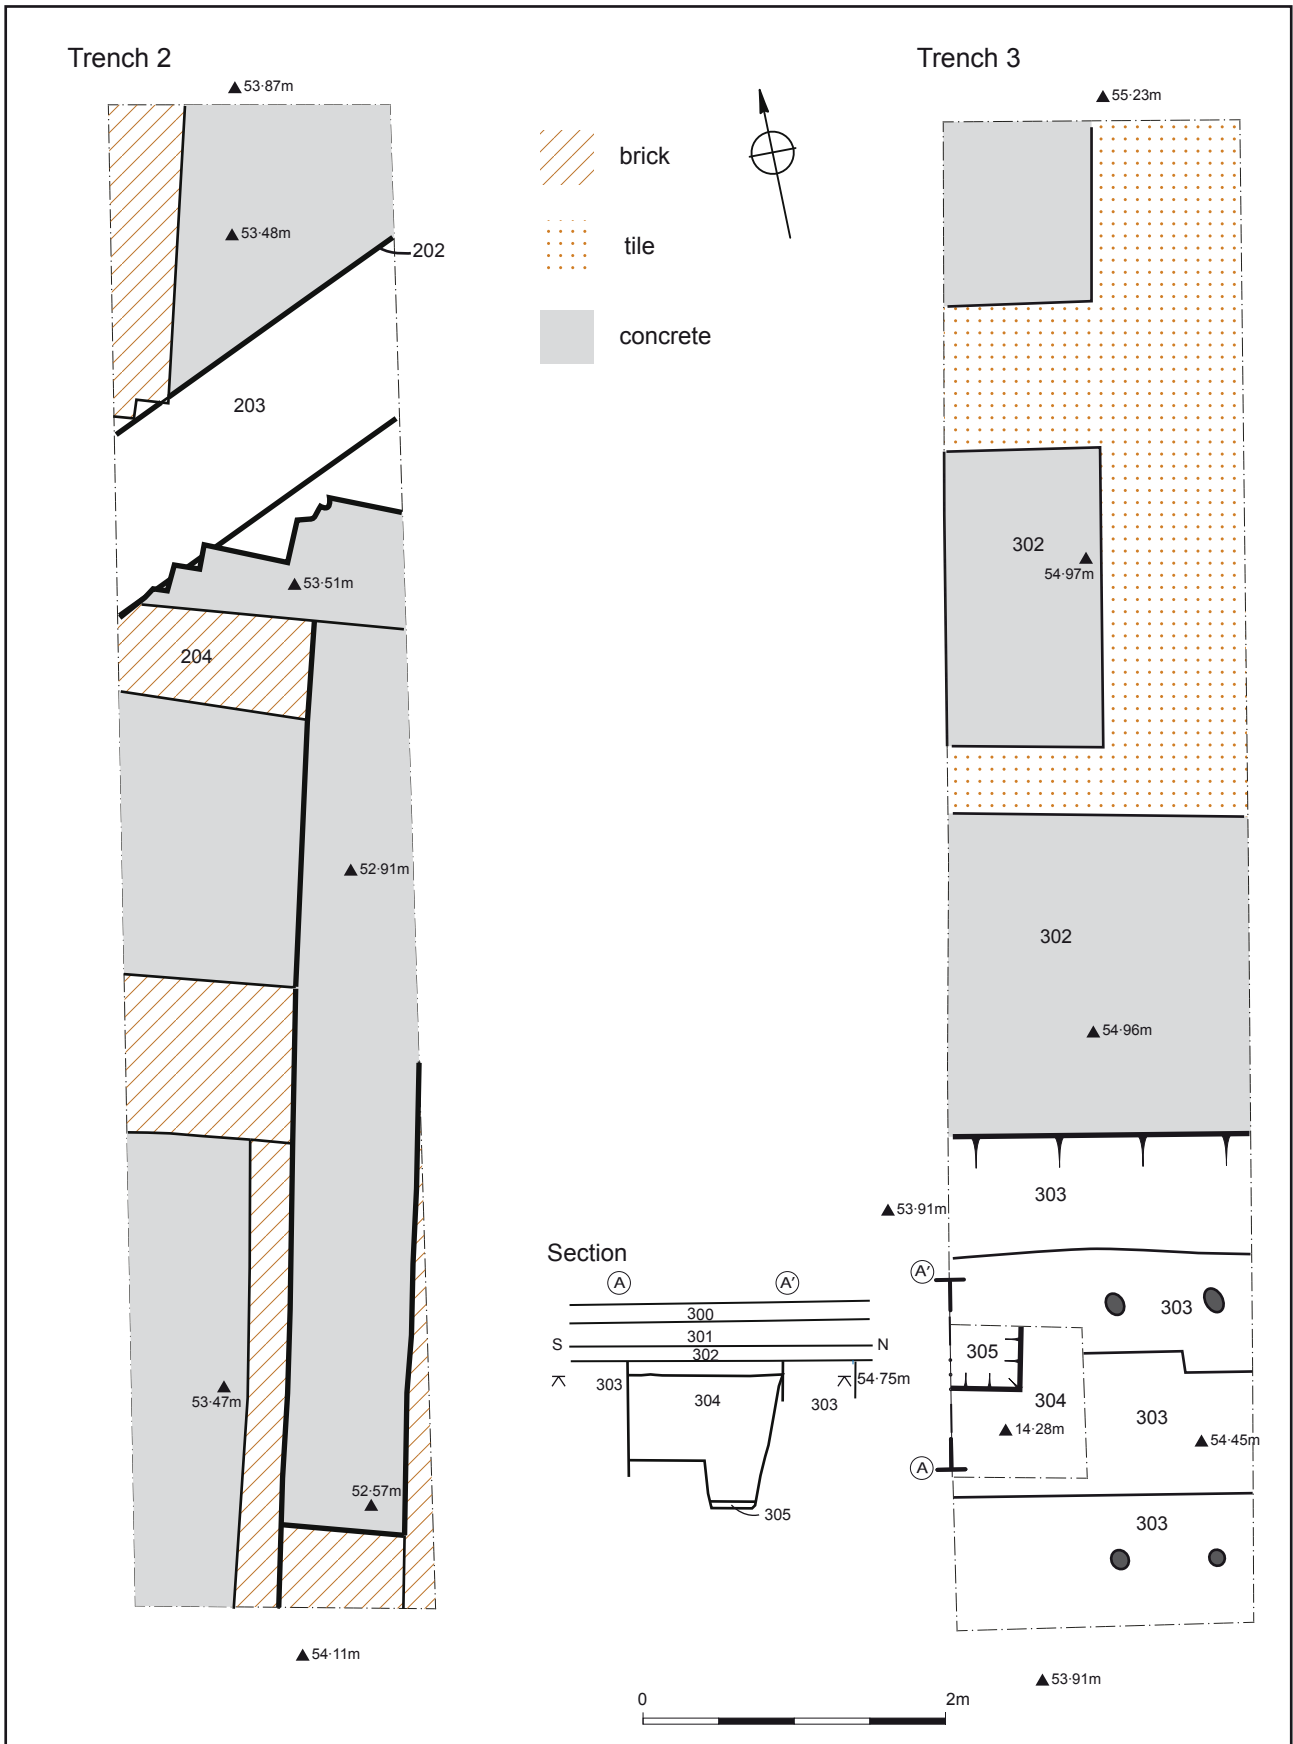 Trench 2
53·87m
53·48m
202
203
53·51m
204
52·91m
53·47m
52·57m
54·11m
brick
tile
concrete
Trench 3
55·23m
302
54·97m
302
54·96m
303
53·91m
A'
303
305
304
14·28m
303
54·45m
A
303
53·91m
Section
A A'
300
301
S N
302
303 304 303 54·75m
305
0 2m